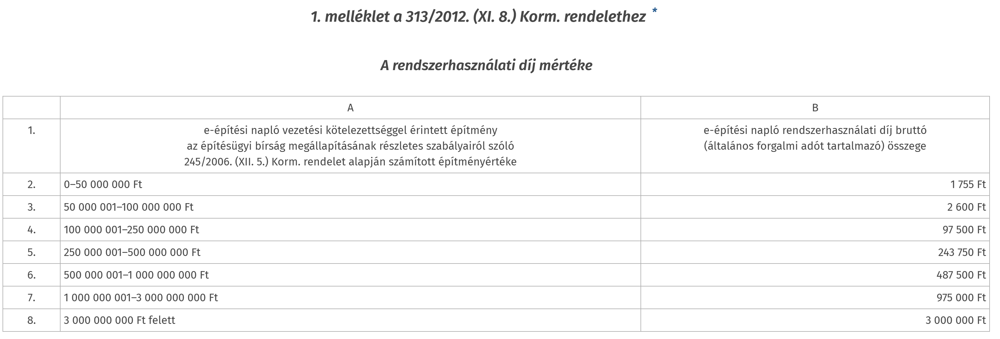 1. melléklet a 313/2012. (XI. 8.) Korm. rendelethez *
A rendszerhasználati díj mértéke
A B
1. e-építési napló vezetési kötelezettséggel érintett építmény e-építési napló rendszerhasználati díj bruttó
az építésügyi bírság megállapításának részletes szabályairól szóló (általános forgalmi adót tartalmazó) összege
245/2006. (XII. 5.) Korm. rendelet alapján számított építményértéke
2. 0–50 000 000 Ft 1 755 Ft
3. 50 000 001–100 000 000 Ft 2 600 Ft
4. 100 000 001–250 000 000 Ft 97 500 Ft
5. 250 000 001–500 000 000 Ft 243 750 Ft
6. 500 000 001–1 000 000 000 Ft 487 500 Ft
7. 1 000 000 001–3 000 000 000 Ft 975 000 Ft
8. 3 000 000 000 Ft felett 3 000 000 Ft